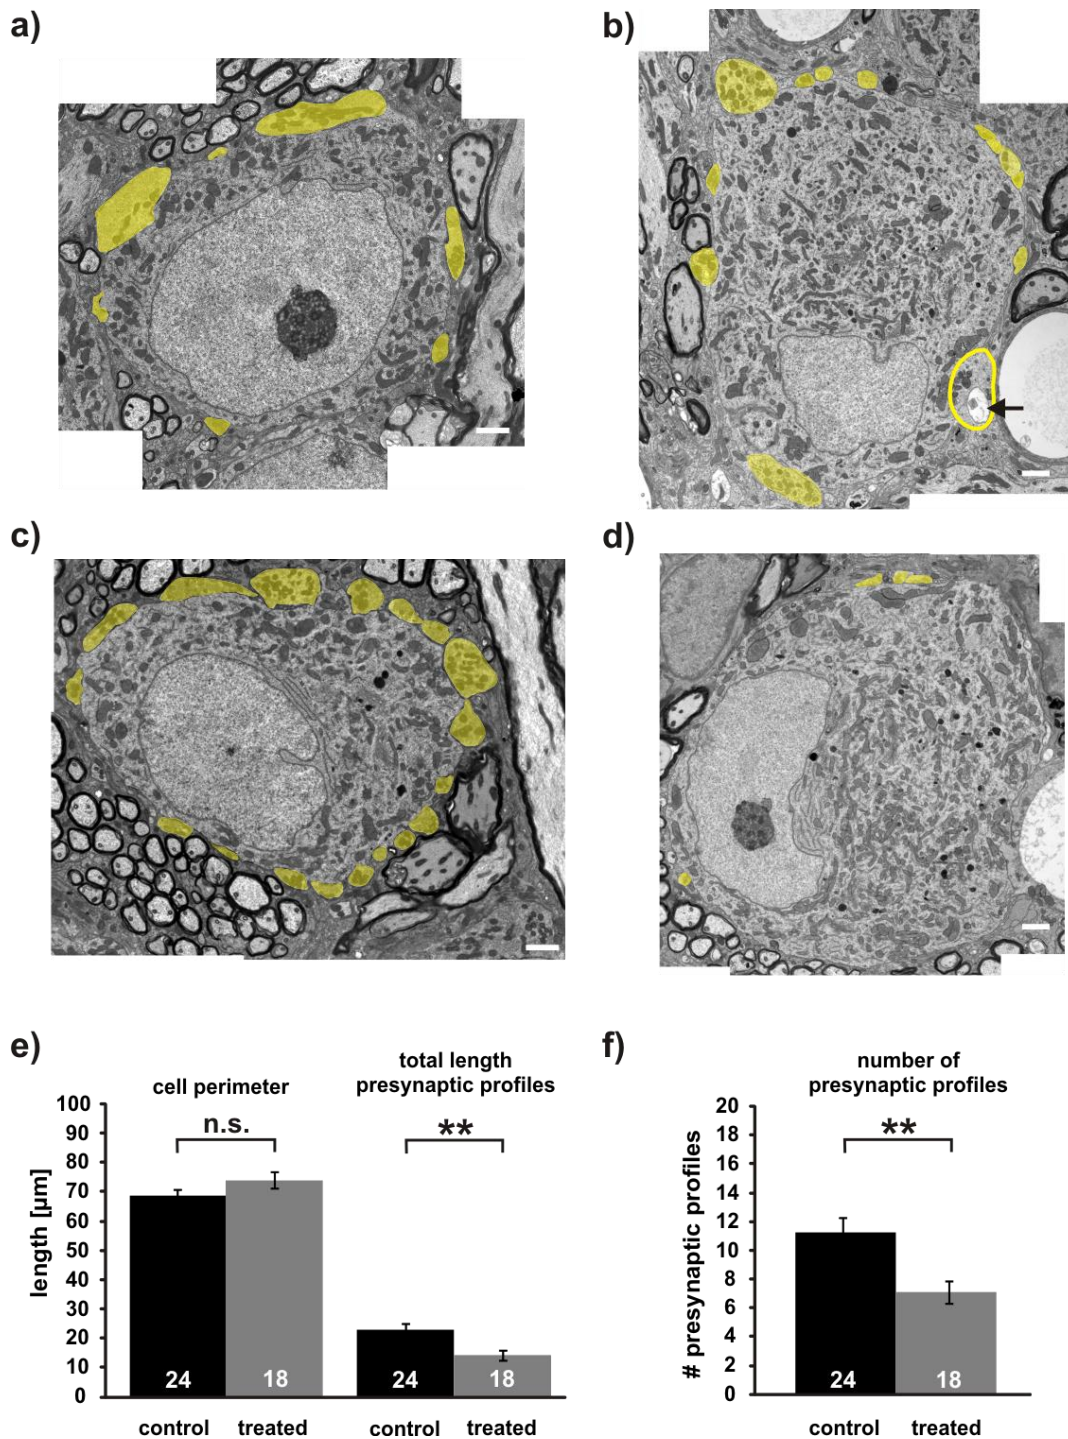 a)
b)
c)
d)
e)
cell perimeter
total length
presynaptic profiles
100
90
80
70
60
50
40
30
20
10
0
length [µm]
n.s.
**
24
18
24
18
control
treated
control
treated
f)
number of
presynaptic profiles
20
18
16
14
12
10
8
6
4
2
0
# presynaptic profiles
**
24
18
control
treated